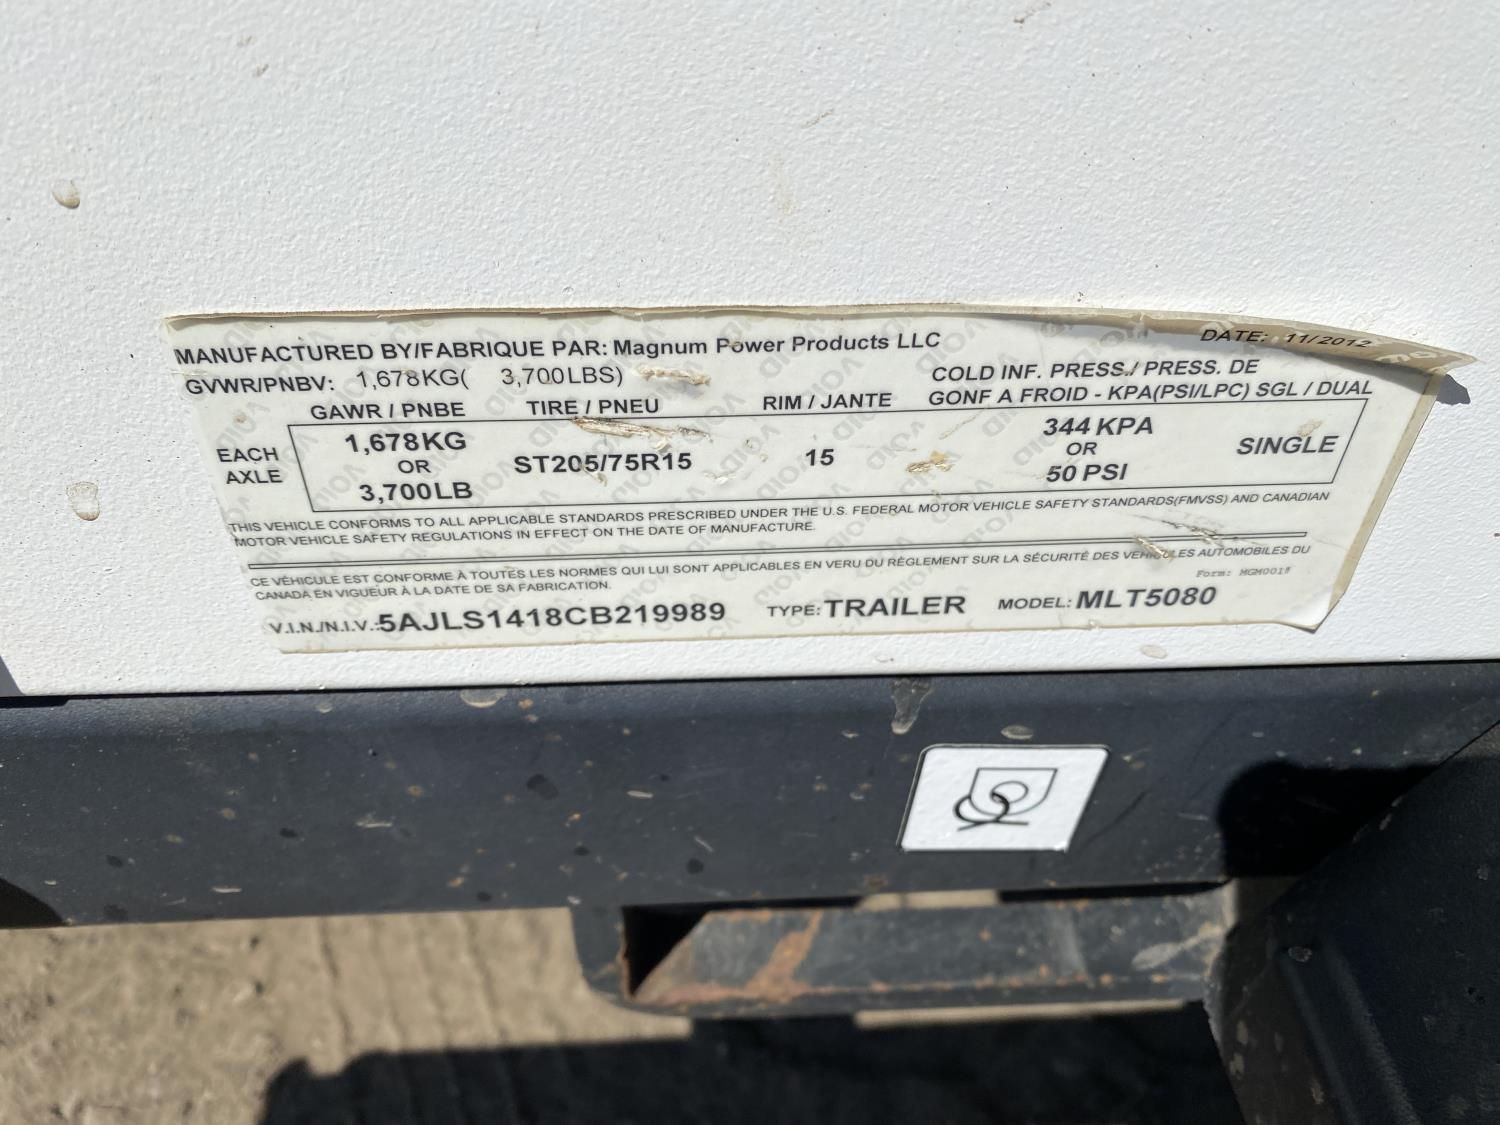 MANUFACTURED BY/FABRIQUE PAR: Magnum Power Products LLC
DATE: 11/2012
GVWR/PNBV: 1,678KG( 3,700LBS)
COLD INF. PRESS./ PRESS. DE
GONF A FROID - KPA(PSI/LPC) SGL / DUAL
GAWR / PNBE TIRE / PNEU RIM / JANTE
EACH
AXLE
1,678KG
OR
3,700LB
ST205/75R15
15
344 KPA
OR
50 PSI
SINGLE
THIS VEHICLE CONFORMS TO ALL APPLICABLE STANDARDS PRESCRIBED UNDER THE U.S. FEDERAL MOTOR VEHICLE SAFETY STANDARDS(FMVSS) AND CANADIAN
MOTOR VEHICLE SAFETY REGULATIONS IN EFFECT ON THE DATE OF MANUFACTURE.
CE VÉHICULE EST CONFORME À TOUTES LES NORMES QUI LUI SONT APPLICABLES EN VERU DU RÈGLEMENT SUR LA SÉCURITÉ DES VEHICULES AUTOMOBILES DU
CANADA EN VIGUEUR À LA DATE DE SA FABRICATION.
Form:
V.I.N./N.I.V.: 5AJLS1418CB219989 TYPE: TRAILER MODEL: MLT5080